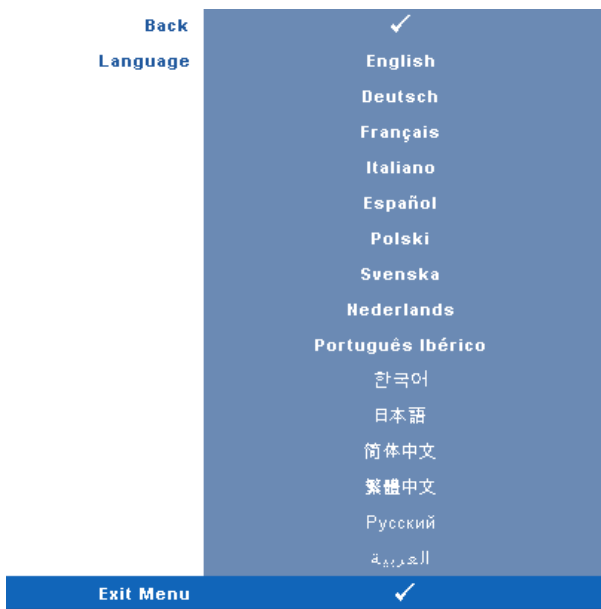 Back ✓
Language English
Deutsch
Français
Italiano
Español
Polski
Svenska
Nederlands
Português Ibérico
한국어
日本語
简体中文
繁體中文
Русский
العربية
Exit Menu ✓